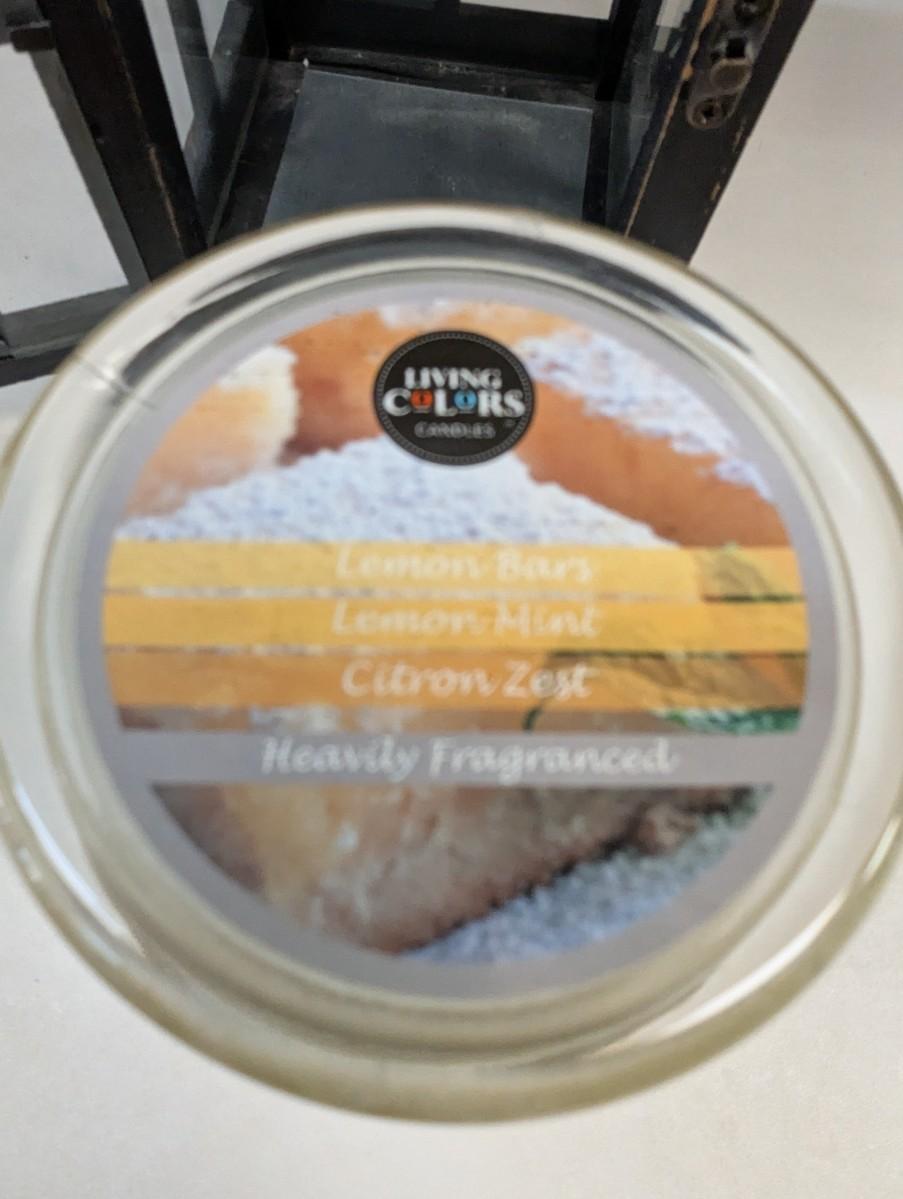 LIVING
COLORS
CANDLES
Lemon Bars
Lemon Mint
Citron Zest
Heavily Fragranced